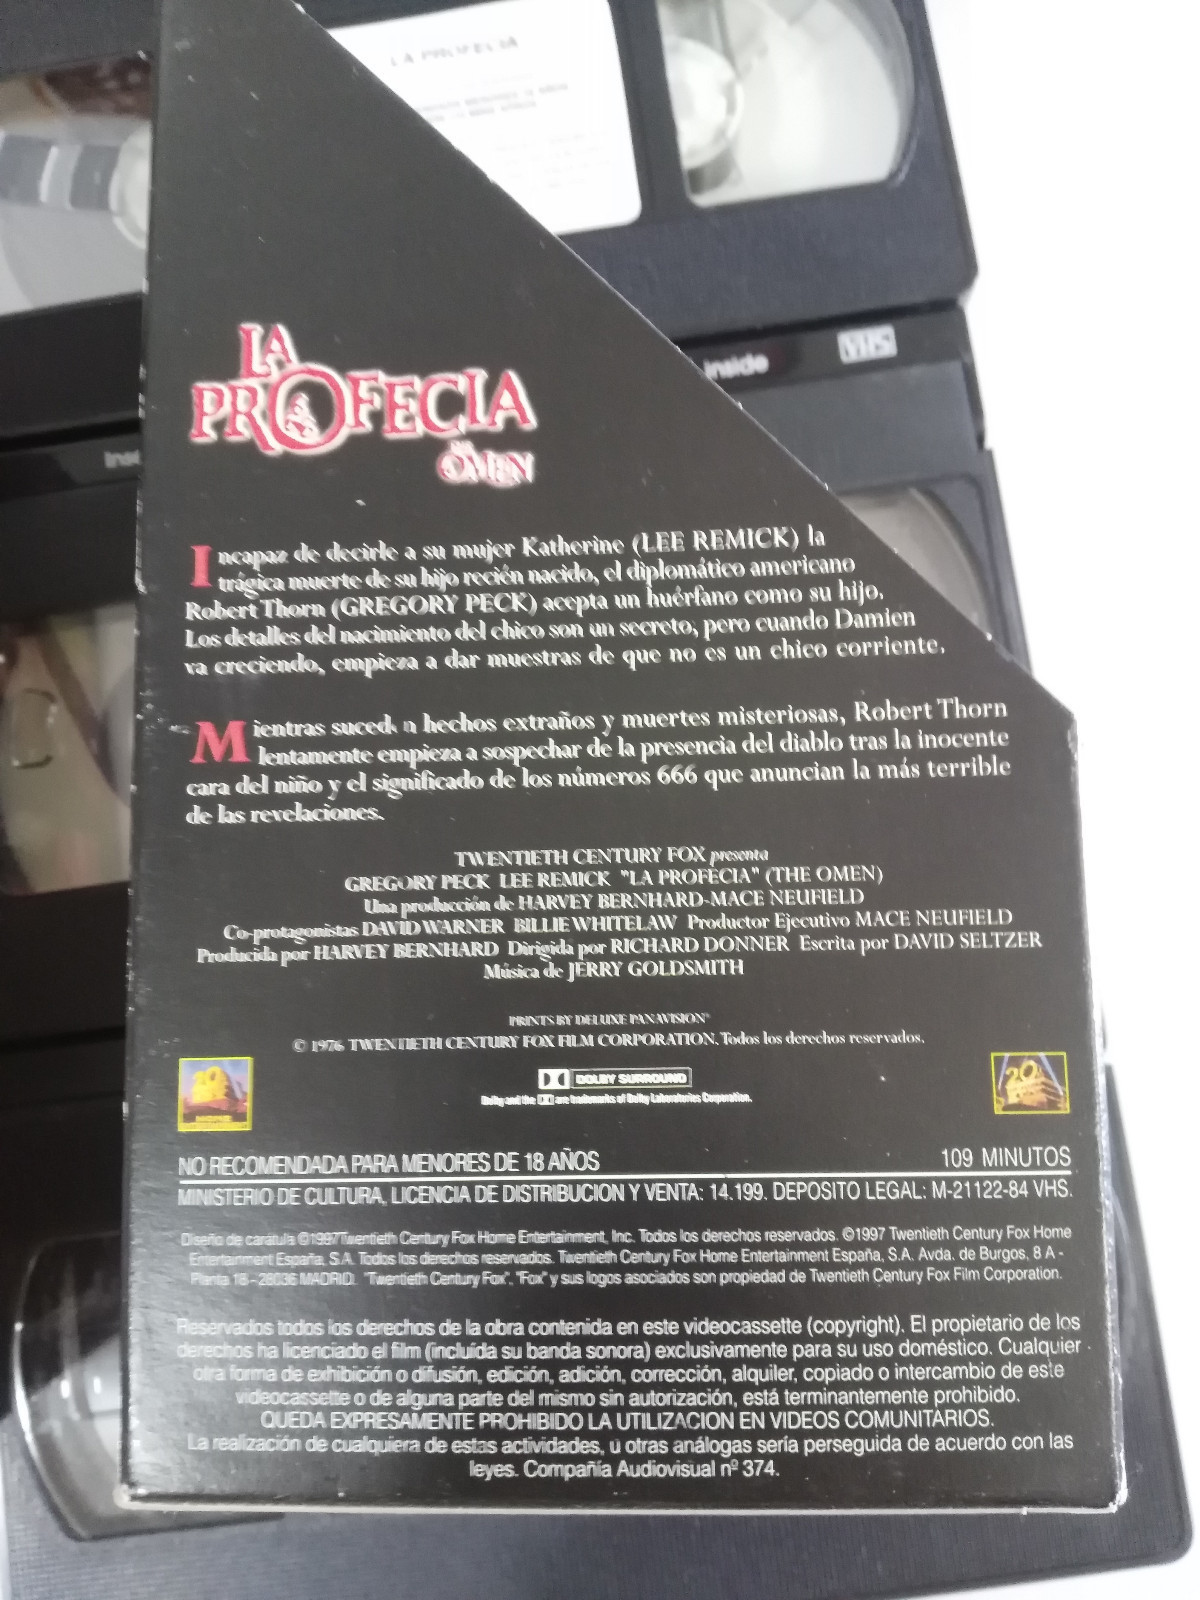 LA PROFECIA
inside VHS
LA
PROFECIA
THE
OMEN
Incapaz de decirle a su mujer Katherine (LEE REMICK) la
trágica muerte de su hijo recién nacido, el diplomático americano
Robert Thorn (GREGORY PECK) acepta un huérfano como su hijo.
Los detalles del nacimiento del chico son un secreto, pero cuando Damien
va creciendo, empieza a dar muestras de que no es un chico corriente.
Mientras suceden hechos extraños y muertes misteriosas, Robert Thorn
lentamente empieza a sospechar de la presencia del diablo tras la inocente
cara del niño y el significado de los números 666 que anuncian la más terrible
de las revelaciones.
TWENTIETH CENTURY FOX presenta
GREGORY PECK LEE REMICK "LA PROFECIA" (THE OMEN)
Una producción de HARVEY BERNHARD-MACE NEUFIELD
Co-protagonistas DAVID WARNER BILLIE WHITELAW Productor Ejecutivo MACE NEUFIELD
Producida por HARVEY BERNHARD Dirigida por RICHARD DONNER Escrita por DAVID SELTZER
Música de JERRY GOLDSMITH
PRINTS BY DELUXE PANAVISION®
© 1976 TWENTIETH CENTURY FOX FILM CORPORATION. Todos los derechos reservados.
DOLBY SURROUND
Dolby and the are trademarks of Dolby Laboratories Corporation.
NO RECOMENDADA PARA MENORES DE 18 AÑOS 109 MINUTOS
MINISTERIO DE CULTURA, LICENCIA DE DISTRIBUCION Y VENTA: 14.199. DEPOSITO LEGAL: M-21122-84 VHS.
Diseño de carátula ©1997 Twentieth Century Fox Home Entertainment, Inc. Todos los derechos reservados. ©1997 Twentieth Century Fox Home
Entertainment España, S.A. Todos los derechos reservados. Twentieth Century Fox Home Entertainment España, S.A. Avda. de Burgos, 8 A -
Planta 18 - 28036 MADRID. "Twentieth Century Fox", "Fox" y sus logos asociados son propiedad de Twentieth Century Fox Film Corporation.
Reservados todos los derechos de la obra contenida en este videocassette (copyright). El propietario de los
derechos ha licenciado el film (incluída su banda sonora) exclusivamente para su uso doméstico. Cualquier
otra forma de exhibición o difusión, edición, adición, corrección, alquiler, copiado o intercambio de este
videocassette o de alguna parte del mismo sin autorización, está terminantemente prohibido.
QUEDA EXPRESAMENTE PROHIBIDO LA UTILIZACION EN VIDEOS COMUNITARIOS.
La realización de cualquiera de estas actividades, u otras análogas sería perseguida de acuerdo con las
leyes. Compañía Audiovisual nº 374.